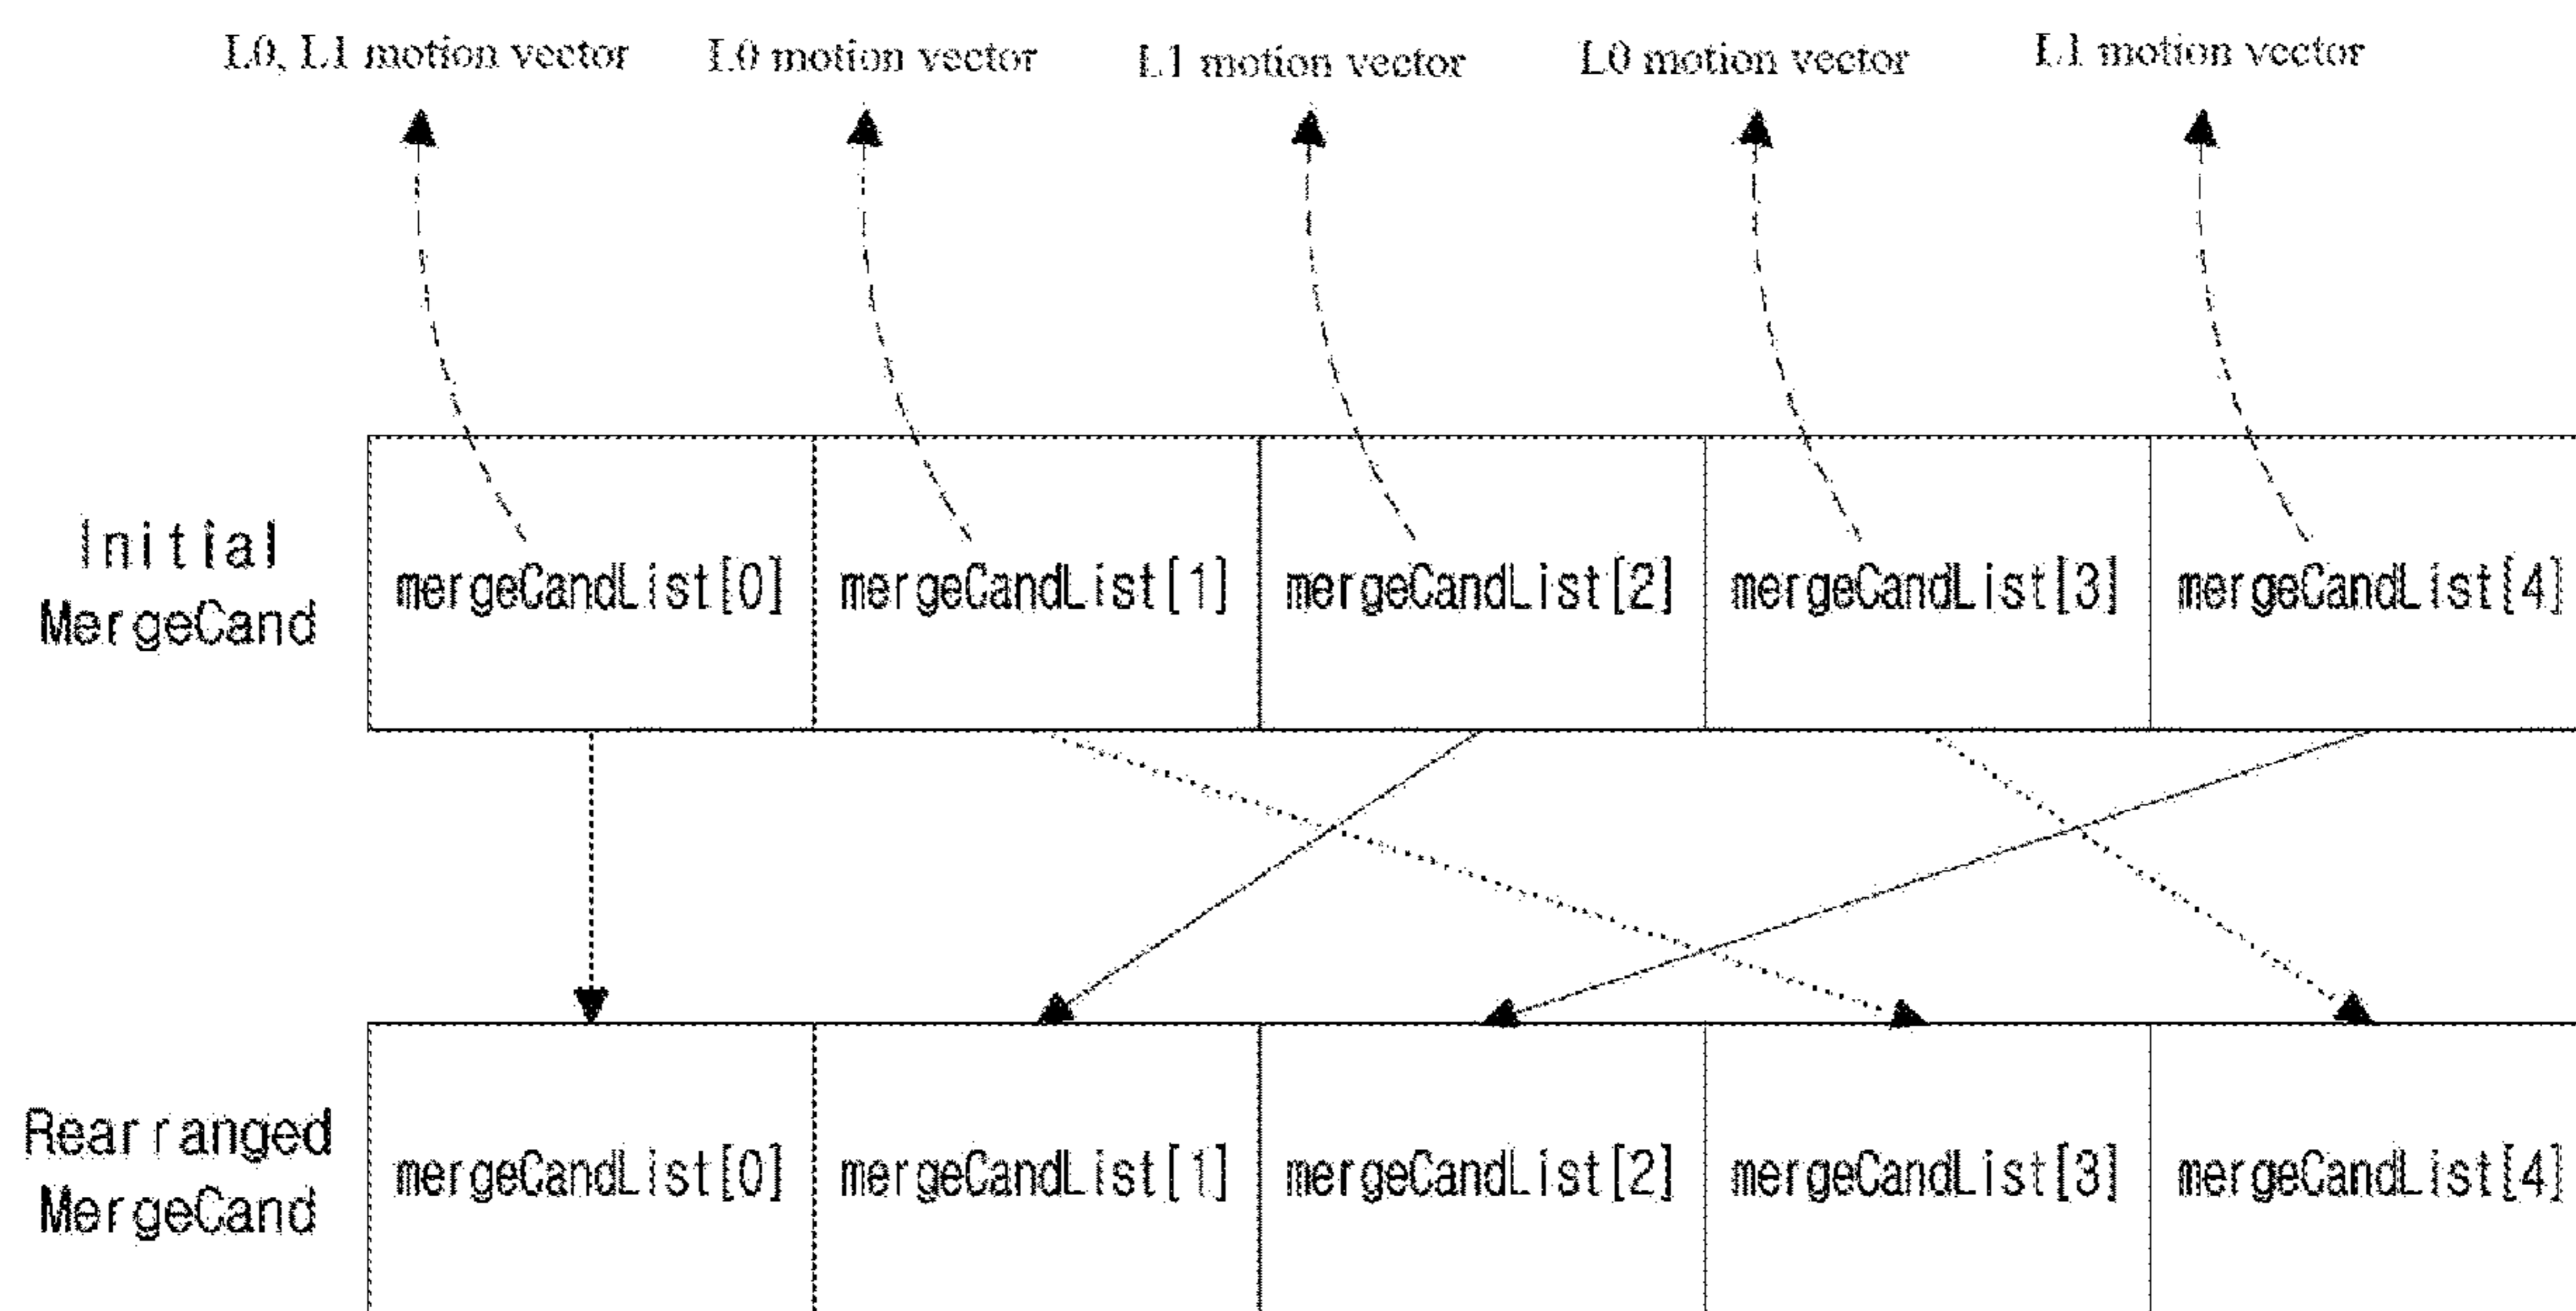 L0, L1 motion vector
L0 motion vector
L1 motion vector
L0 motion vector
L1 motion vector
Initial
MergeCand
mergeCandList[0]
mergeCandList[1]
mergeCandList[2]
mergeCandList[3]
mergeCandList[4]
Rearranged
MergeCand
mergeCandList[0]
mergeCandList[1]
mergeCandList[2]
mergeCandList[3]
mergeCandList[4]